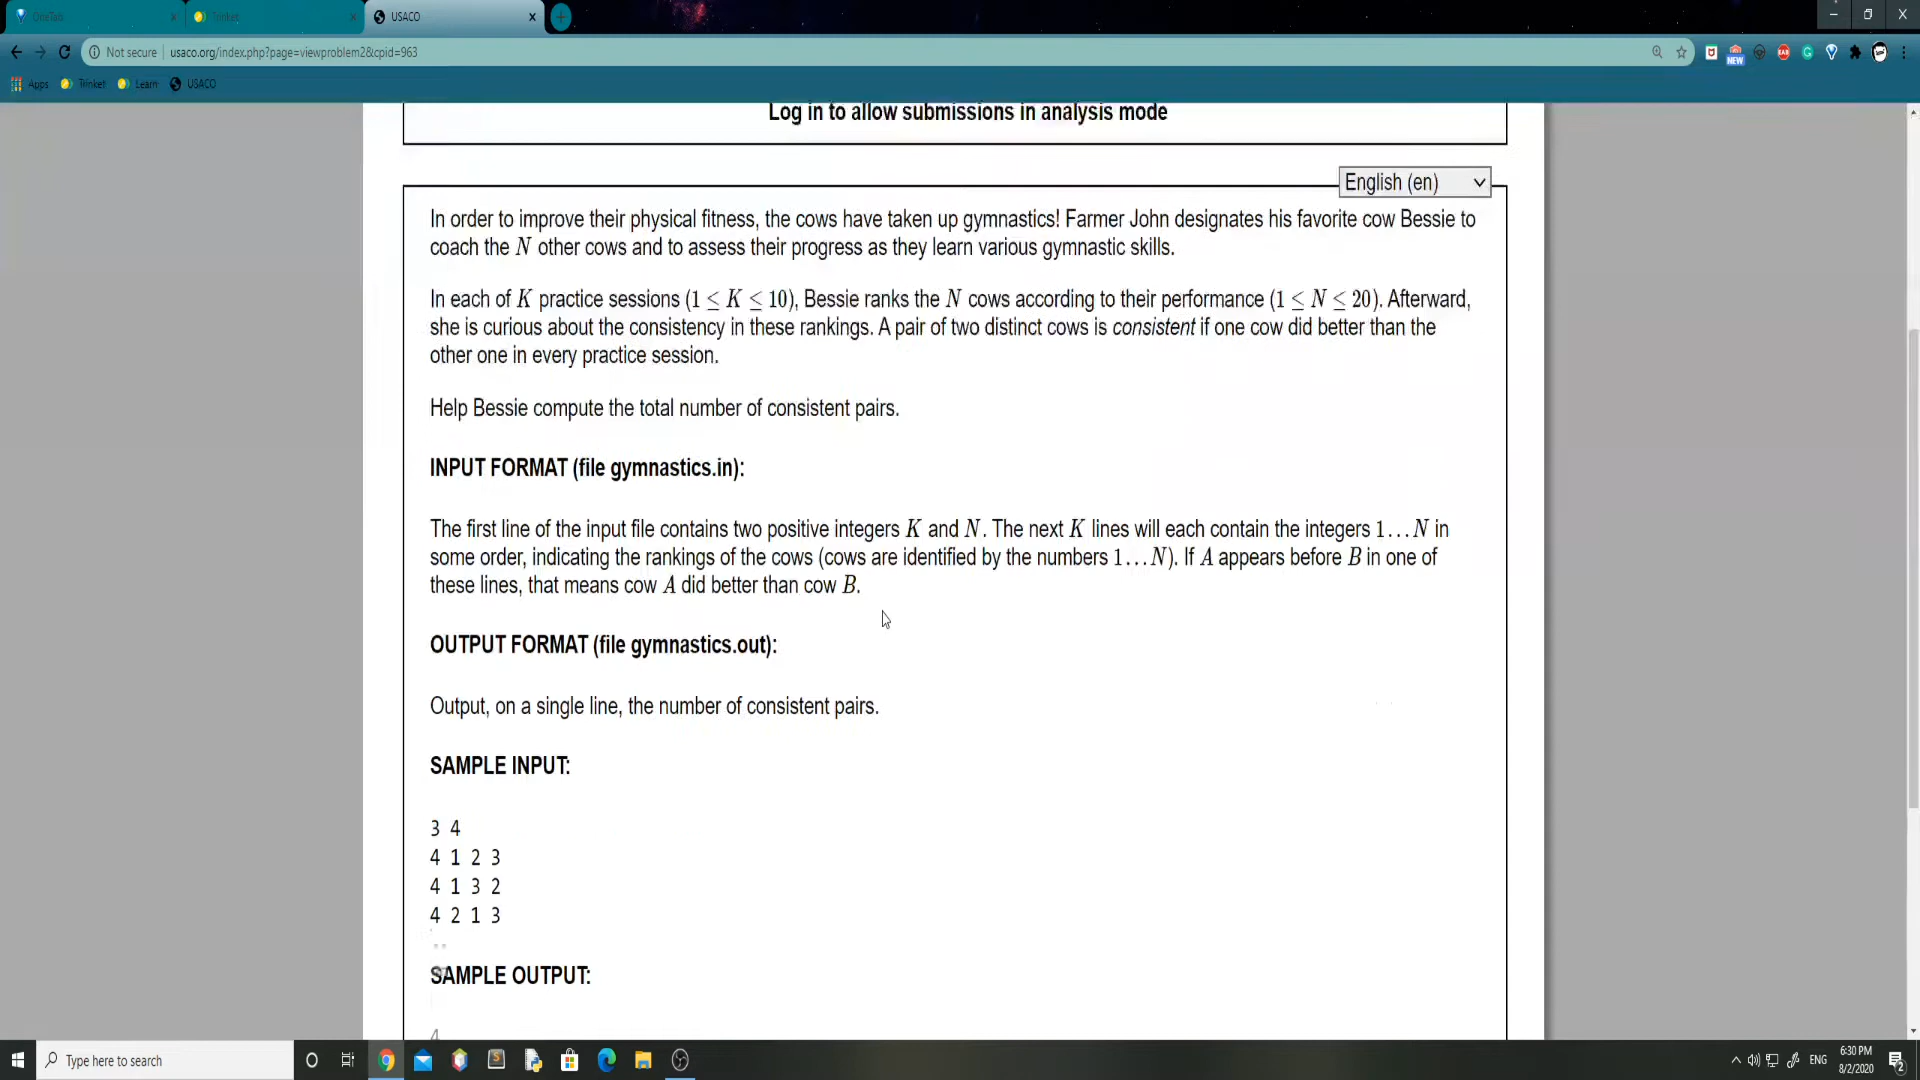 OneTab
Trinket
USACO
Not secure
usaco.org/index.php?page=viewproblem2&cpid=963
NEW
Apps
Trinket
Learn
USACO
Log in to allow submissions in analysis mode
English (en)
In order to improve their physical fitness, the cows have taken up gymnastics! Farmer John designates his favorite cow Bessie to
coach the N other cows and to assess their progress as they learn various gymnastic skills.
In each of K practice sessions (1 ≤ K ≤ 10), Bessie ranks the N cows according to their performance (1 ≤ N ≤ 20). Afterward,
she is curious about the consistency in these rankings. A pair of two distinct cows is consistent if one cow did better than the
other one in every practice session.
Help Bessie compute the total number of consistent pairs.
INPUT FORMAT (file gymnastics.in):
The first line of the input file contains two positive integers K and N. The next K lines will each contain the integers 1...N in
some order, indicating the rankings of the cows (cows are identified by the numbers 1...N). If A appears before B in one of
these lines, that means cow A did better than cow B.
OUTPUT FORMAT (file gymnastics.out):
Output, on a single line, the number of consistent pairs.
SAMPLE INPUT:
3 4
4 1 2 3
4 1 3 2
4 2 1 3
SAMPLE OUTPUT:
4
Type here to search
ENG
6:30 PM
8/2/2020
2